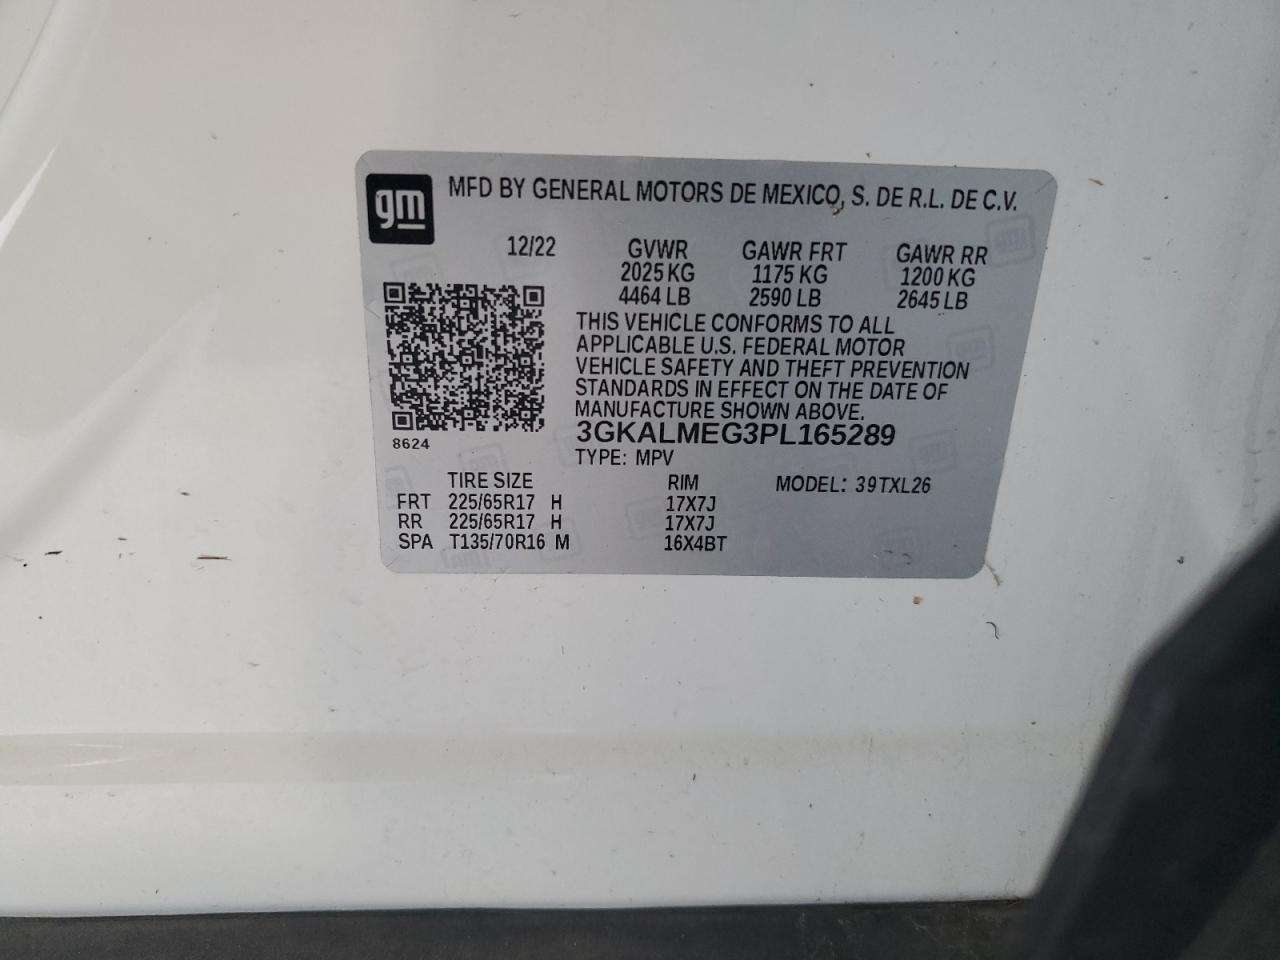 gm
MFD BY GENERAL MOTORS DE MEXICO, S. DE R.L. DE C.V.
12/22 GVWR GAWR FRT GAWR RR
2025 KG 1175 KG 1200 KG
4464 LB 2590 LB 2645 LB
THIS VEHICLE CONFORMS TO ALL
APPLICABLE U.S. FEDERAL MOTOR
VEHICLE SAFETY AND THEFT PREVENTION
STANDARDS IN EFFECT ON THE DATE OF
MANUFACTURE SHOWN ABOVE.
8624
3GKALMEG3PL165289
TYPE: MPV
TIRE SIZE RIM MODEL: 39TXL26
FRT 225/65R17 H 17X7J
RR 225/65R17 H 17X7J
SPA T135/70R16 M 16X4BT